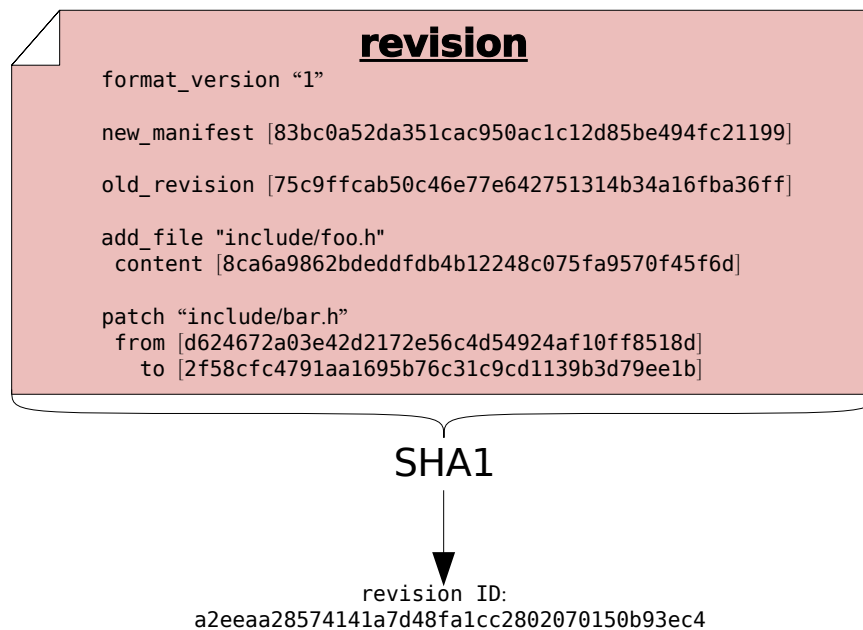 revision
format_version “1”
new_manifest [83bc0a52da351cac950ac1c12d85be494fc21199]
old_revision [75c9ffcab50c46e77e642751314b34a16fba36ff]
add_file "include/foo.h"
content [8ca6a9862bdeddfdb4b12248c075fa9570f45f6d]
patch “include/bar.h”
from [d624672a03e42d2172e56c4d54924af10ff8518d]
to [2f58cfc4791aa1695b76c31c9cd1139b3d79ee1b]
SHA1
revision ID:
a2eeaa28574141a7d48fa1cc2802070150b93ec4